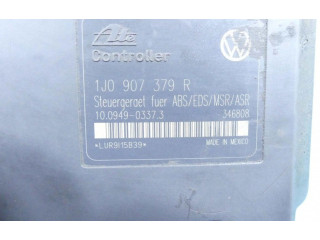 Ate
Controller
1J0 907 379 R
Steuergeraet fuer ABS/EDS/MSR/ASR
10.0949-0337.3 346808
*LUR9I15B39* MADE IN MEXICO